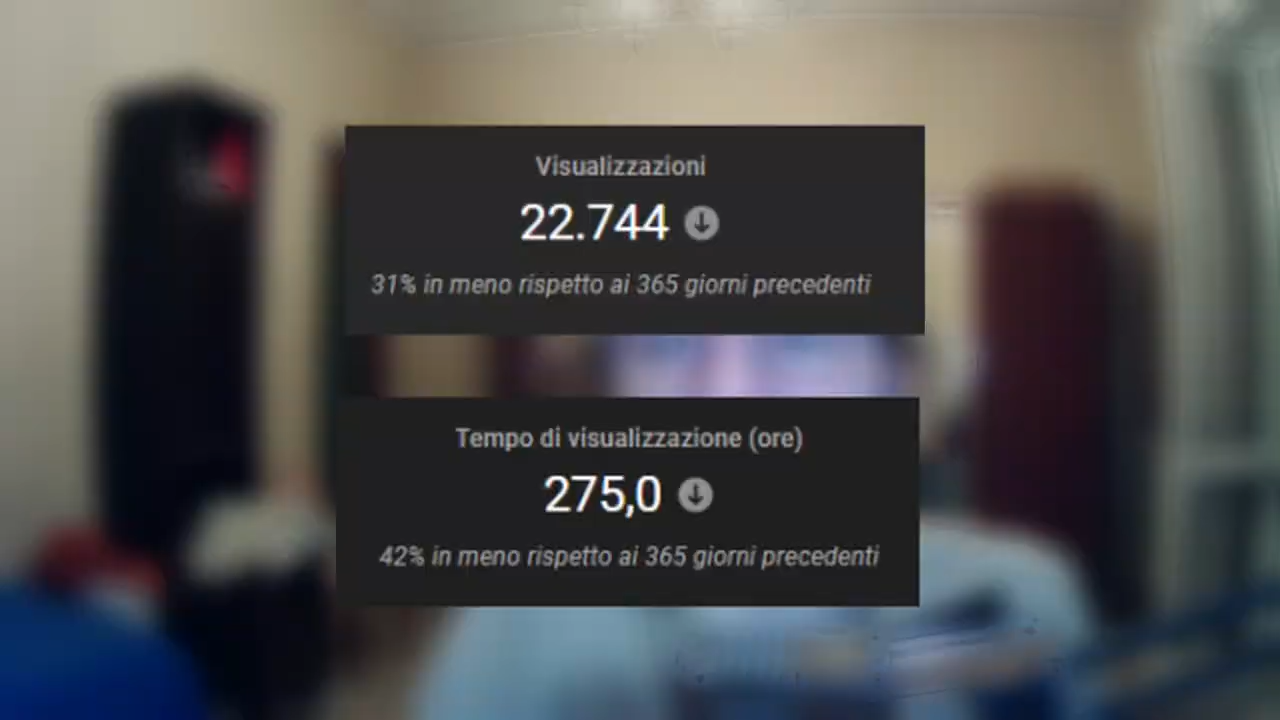 Visualizzazioni
22.744
31% in meno rispetto ai 365 giorni precedenti
Tempo di visualizzazione (ore)
275,0
42% in meno rispetto ai 365 giorni precedenti